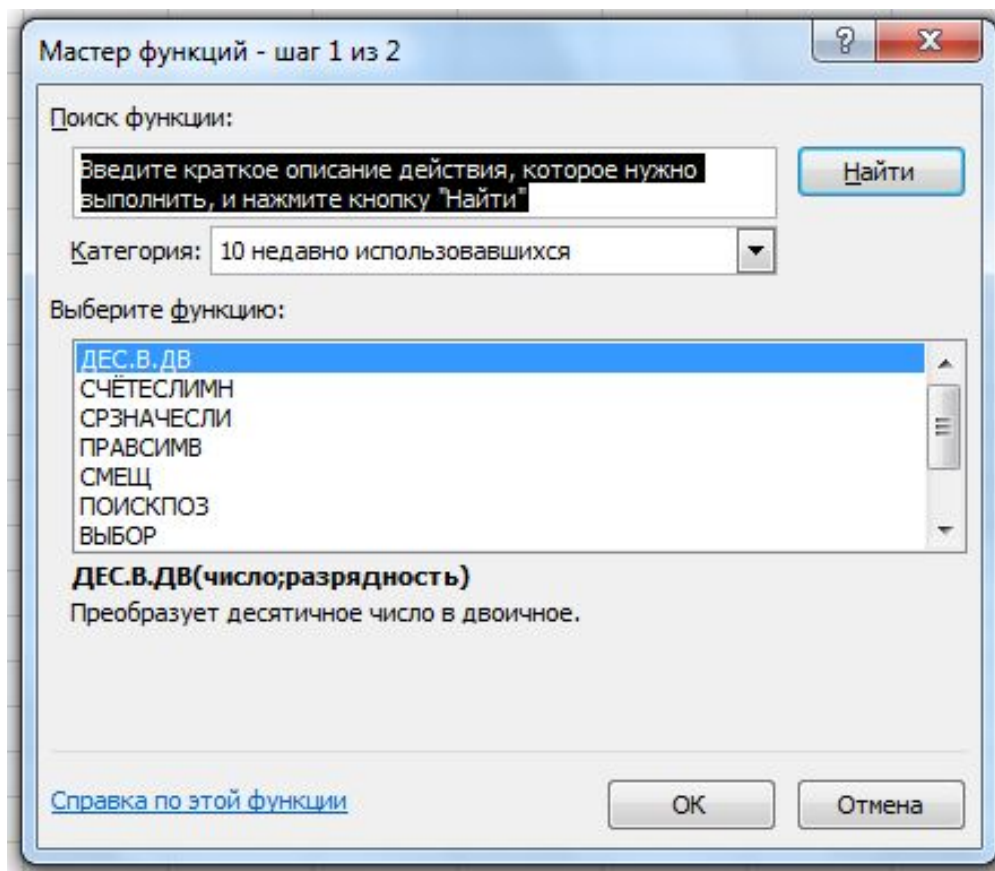 Мастер функций - шаг 1 из 2
Поиск функции:
Введите краткое описание действия, которое нужно
выполнить, и нажмите кнопку "Найти"
Найти
Категория: 10 недавно использовавшихся
Выберите функцию:
ДЕС.В.ДВ
СЧЁТЕСЛИМН
СРЗНАЧЕСЛИ
ПРАВСИМВ
СМЕЩ
ПОИСКПОЗ
ВЫБОР
ДЕС.В.ДВ(число;разрядность)
Преобразует десятичное число в двоичное.
Справка по этой функции
ОК
Отмена